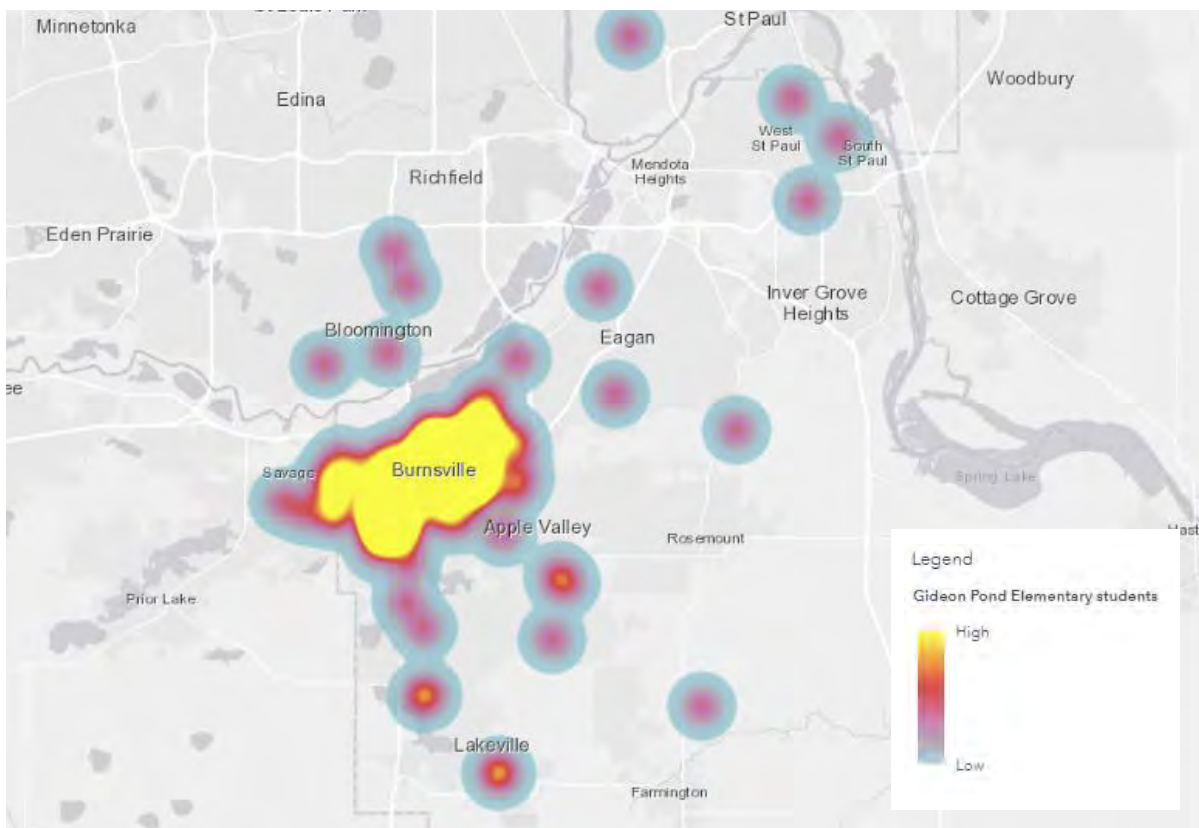 St Paul
Minnetonka
Woodbury
Edina
West
St Paul
South
St Paul
Mendota
Heights
Richfield
Eden Prairie
Inver Grove
Heights
Cottage Grove
Bloomington
Eagan
ee
Savage
Burnsville
Spring Lake
Apple Valley
Rosemount
Hast
Prior Lake
Lakeville
Farmington
Legend
Gideon Pond Elementary students
High
Low